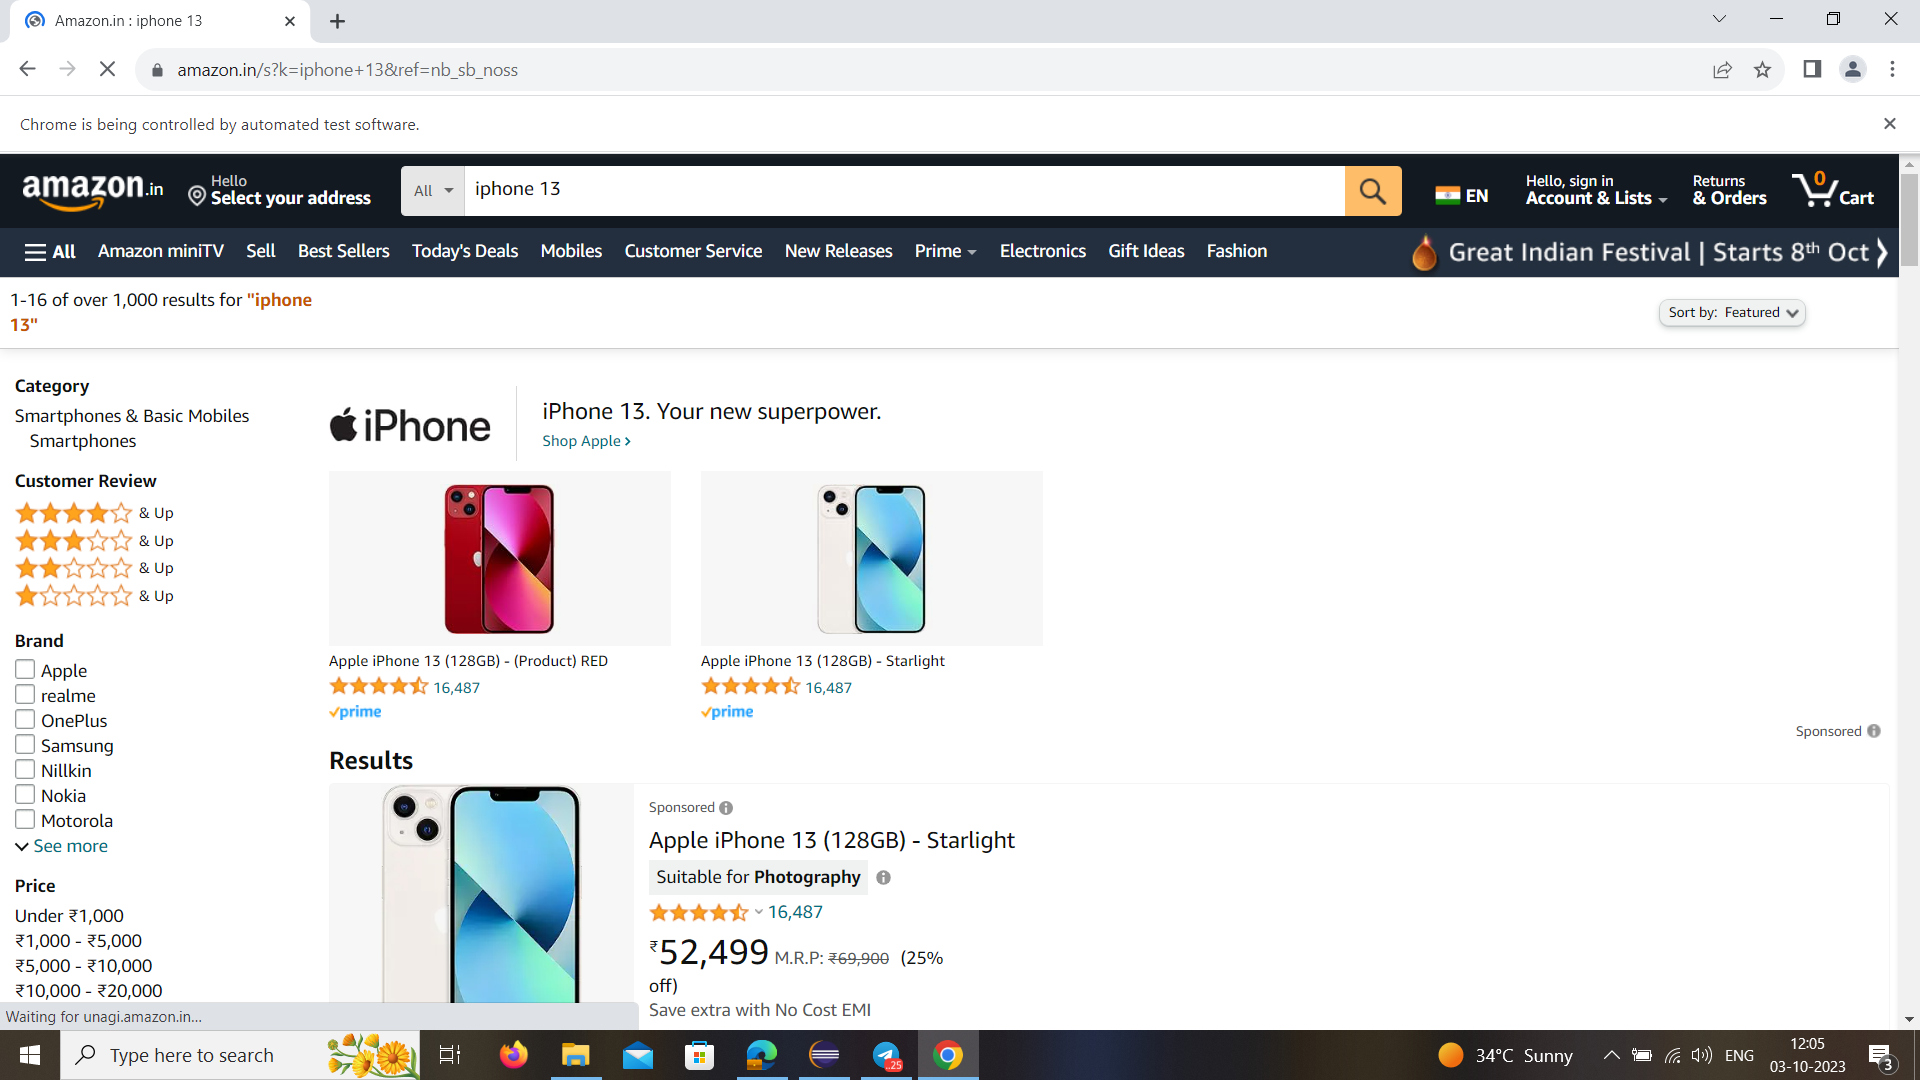 Amazon.in : iphone 13
amazon.in/s?k=iphone+13&ref=nb_sb_noss
Chrome is being controlled by automated test software.
amazon.in
Hello
Select your address
All
iphone 13
EN
Hello, sign in
Account & Lists
Returns
& Orders
0
Cart
All
Amazon miniTV
Sell
Best Sellers
Today's Deals
Mobiles
Customer Service
New Releases
Prime
Electronics
Gift Ideas
Fashion
Great Indian Festival | Starts 8th Oct
1-16 of over 1,000 results for "iphone
13"
Sort by: Featured
Category
Smartphones & Basic Mobiles
Smartphones
Customer Review
& Up
& Up
& Up
& Up
Brand
Apple
realme
OnePlus
Samsung
Nillkin
Nokia
Motorola
See more
Price
Under ₹1,000
₹1,000 - ₹5,000
₹5,000 - ₹10,000
₹10,000 - ₹20,000
iPhone
iPhone 13. Your new superpower.
Shop Apple
Apple iPhone 13 (128GB) - (Product) RED
16,487
prime
Apple iPhone 13 (128GB) - Starlight
16,487
prime
Sponsored
Results
Sponsored
Apple iPhone 13 (128GB) - Starlight
Suitable for Photography
16,487
₹52,499 M.R.P: ₹69,900 (25%
off)
Save extra with No Cost EMI
Waiting for unagi.amazon.in...
Type here to search
..25
34°C Sunny
ENG
12:05
03-10-2023
3